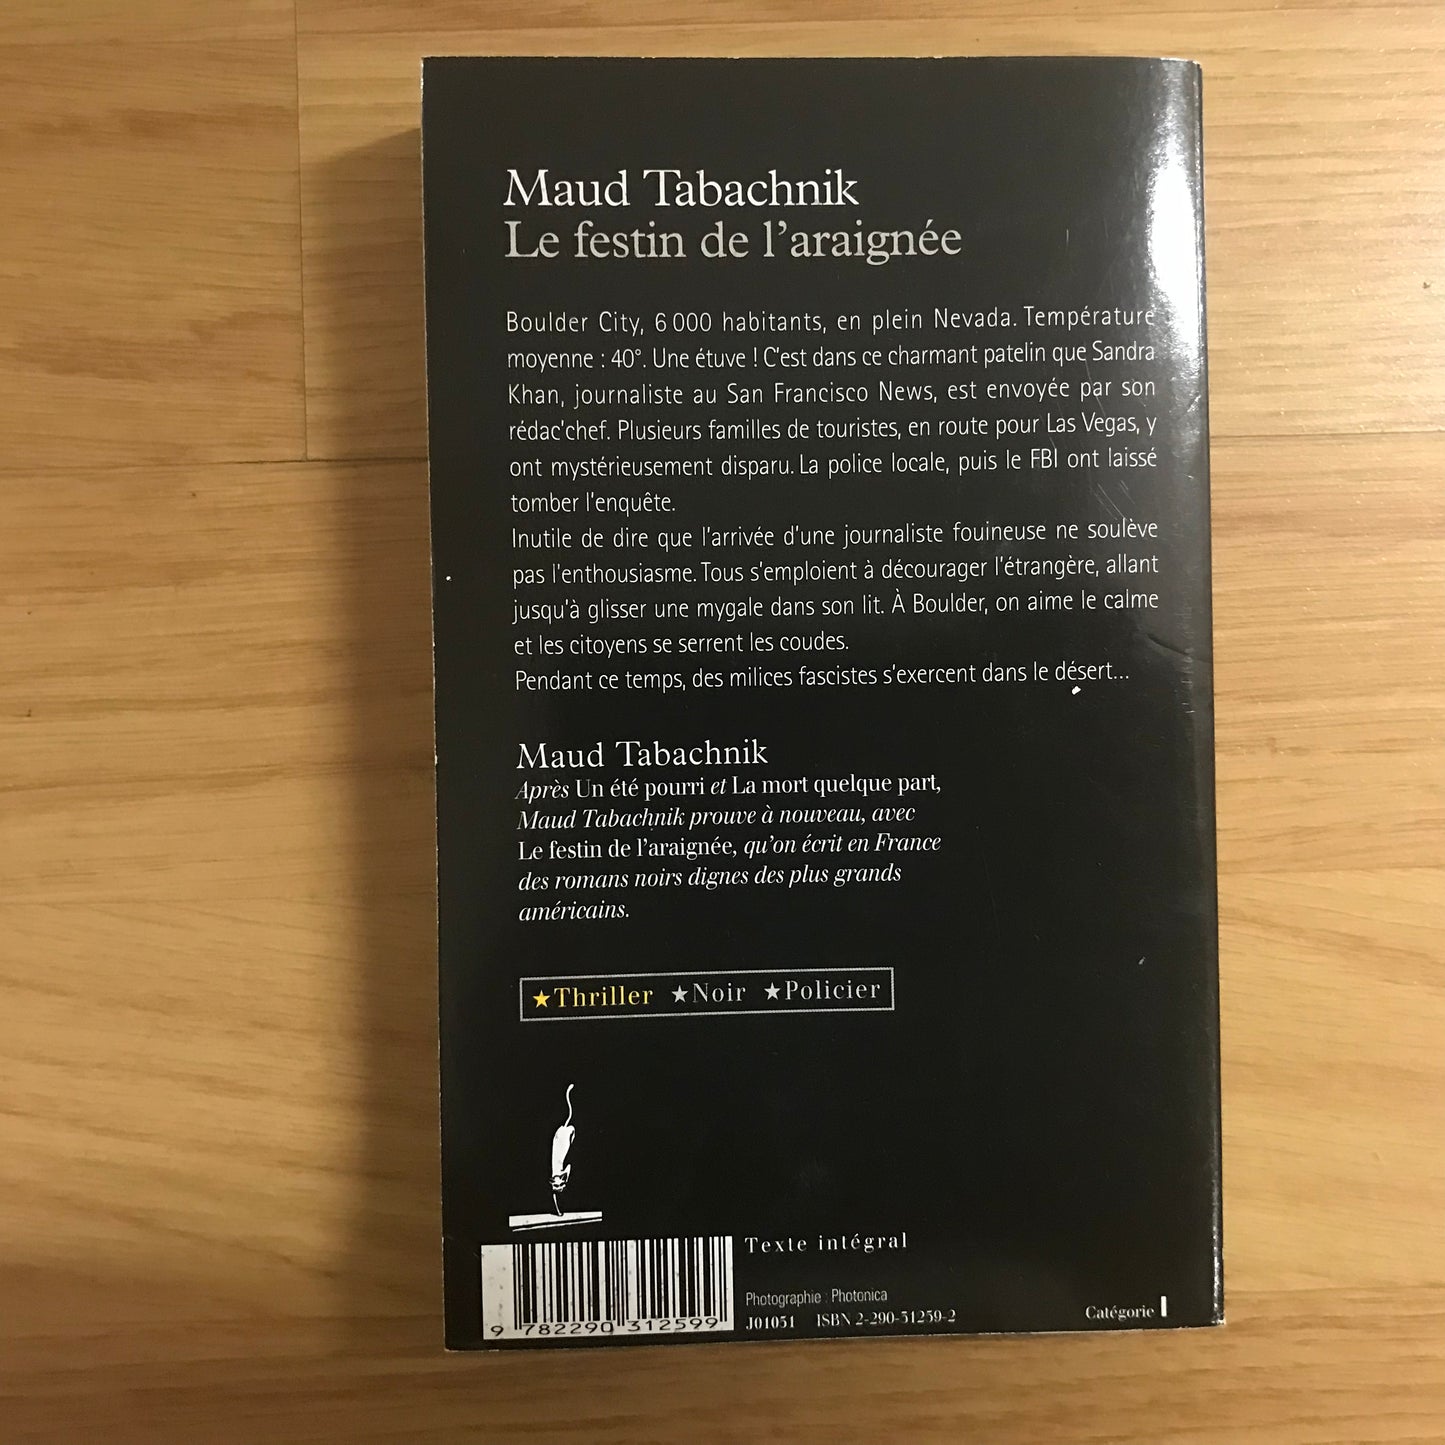 Maud Tabachnik
Le festin de l'araignée
Boulder City, 6 000 habitants, en plein Nevada. Température
moyenne : 40°. Une étuve ! C'est dans ce charmant patelin que Sandra
Khan, journaliste au San Francisco News, est envoyée par son
rédac'chef. Plusieurs familles de touristes, en route pour Las Vegas, y
ont mystérieusement disparu. La police locale, puis le FBI ont laissé
tomber l'enquête.
Inutile de dire que l'arrivée d'une journaliste fouineuse ne soulève
pas l'enthousiasme. Tous s'emploient à décourager l'étrangère, allant
jusqu'à glisser une mygale dans son lit. À Boulder, on aime le calme
et les citoyens se serrent les coudes.
Pendant ce temps, des milices fascistes s'exercent dans le désert...
Maud Tabachnik
Après Un été pourri et La mort quelque part,
Maud Tabachnik prouve à nouveau, avec
Le festin de l'araignée, qu'on écrit en France
des romans noirs dignes des plus grands
américains.
★Thriller ★Noir ★Policier
Texte intégral
Photographie : Photonica
J01051 ISBN 2-290-31259-2
Catégorie 1
9 782290 312599